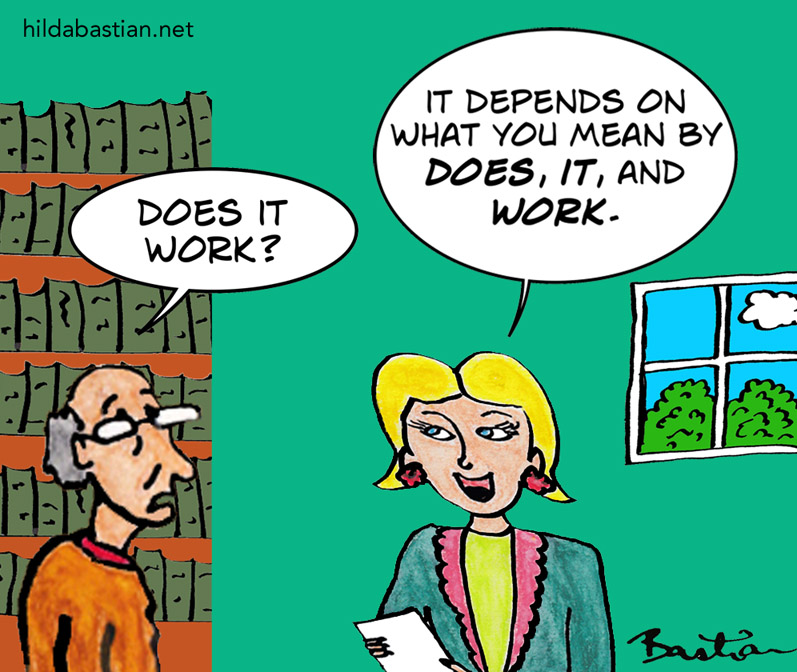 hildabastian.net
DOES IT
WORK?
IT DEPENDS ON
WHAT YOU MEAN BY
DOES, IT, AND
WORK.
Bastian